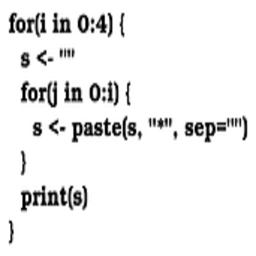 for(i in 0:4) {
s <- ""
for(j in 0:i) {
s <- paste(s, "*", sep="")
}
print(s)
}